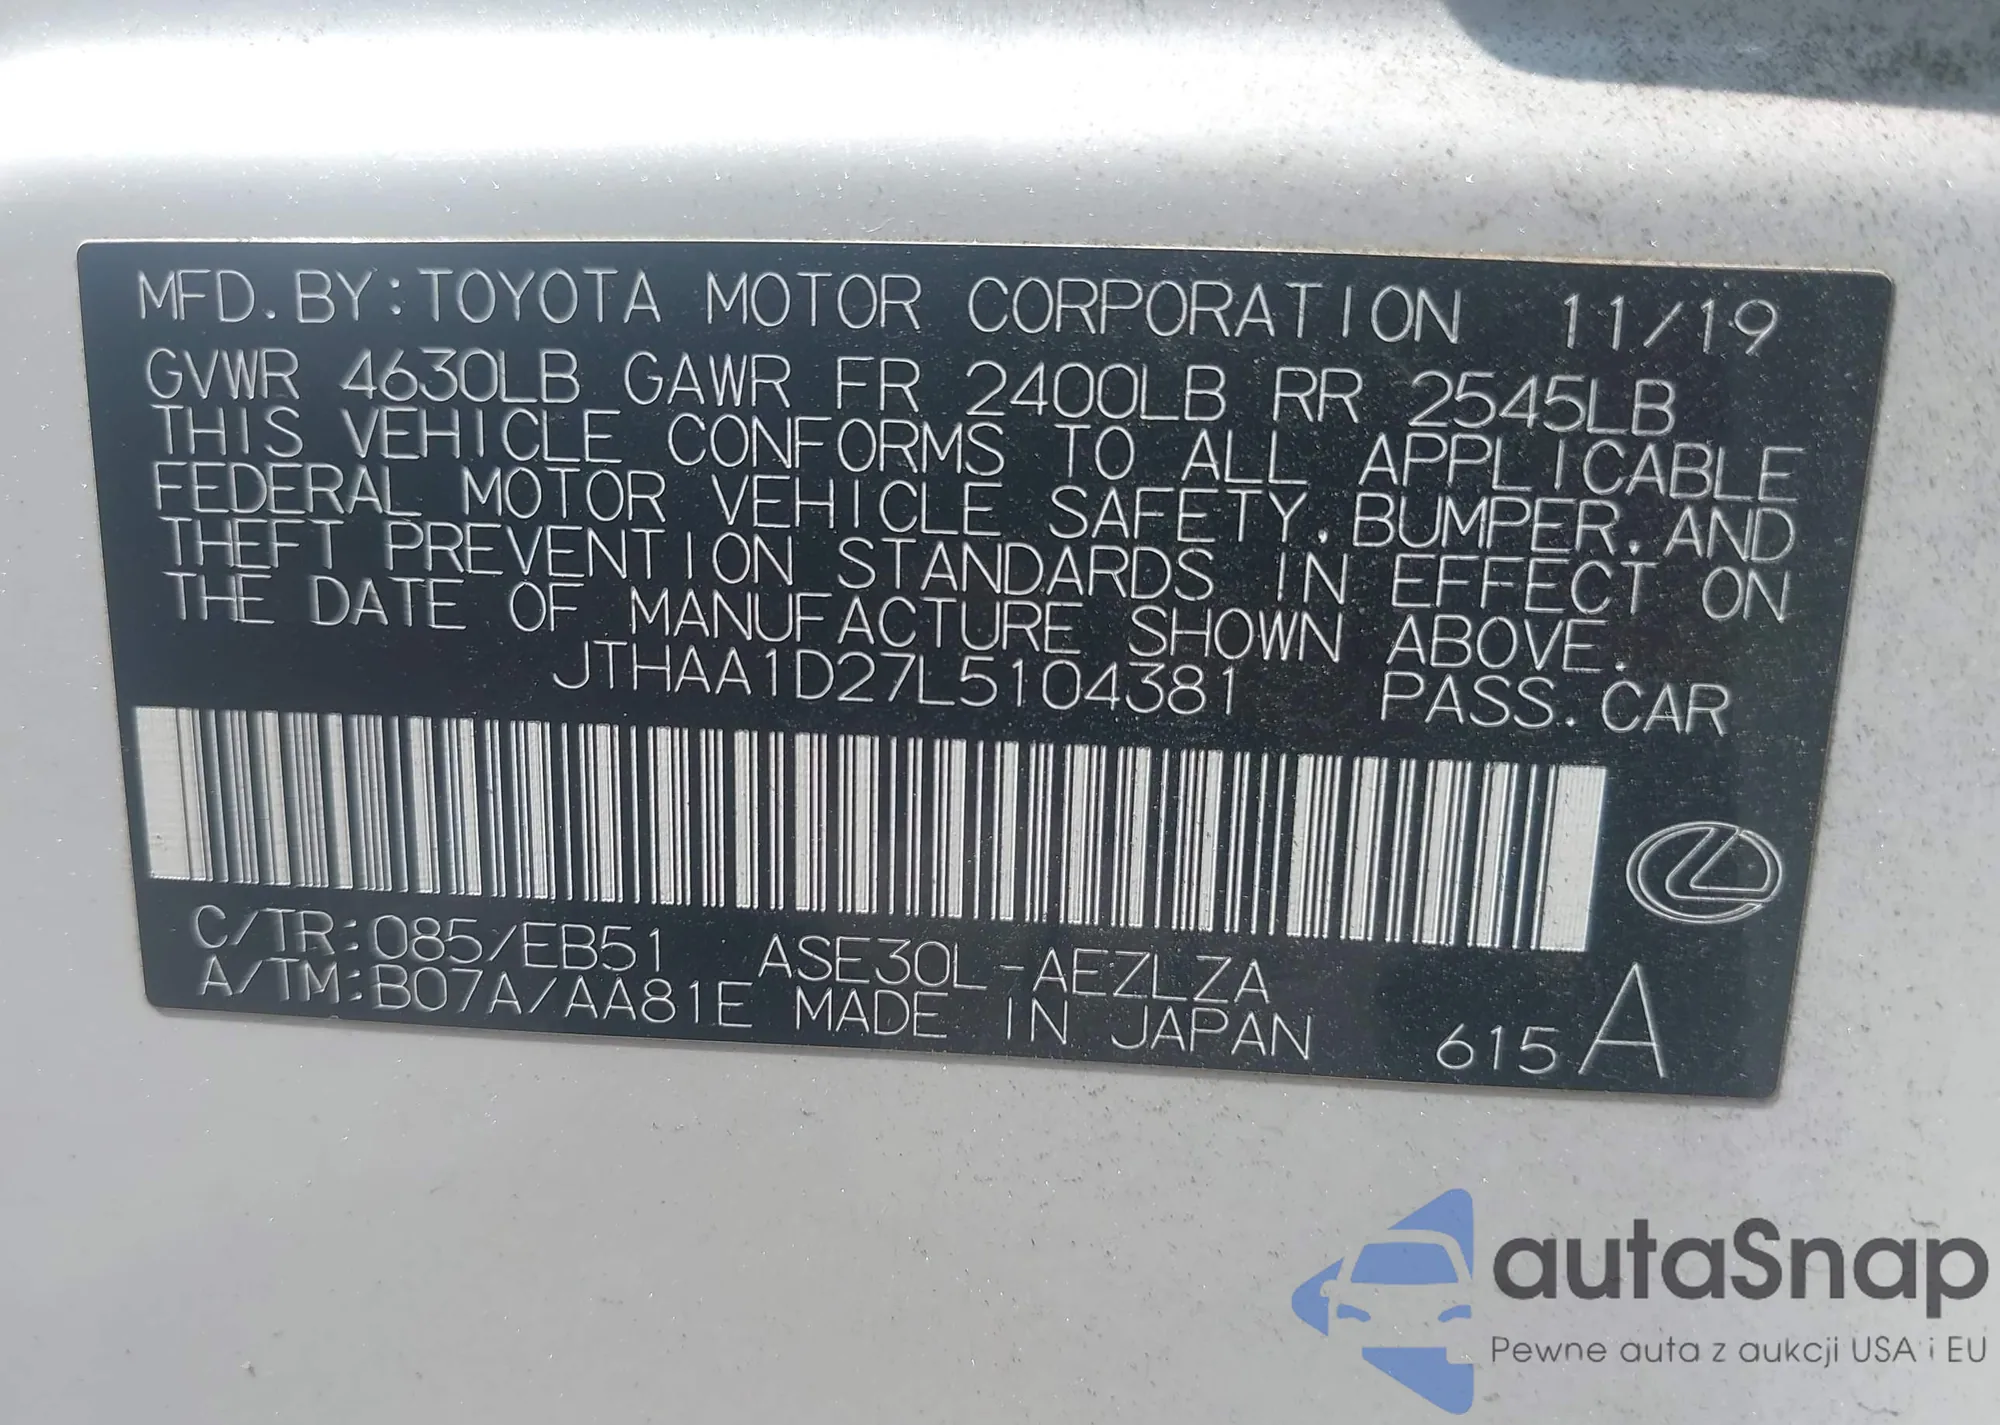 MFD. BY: TOYOTA MOTOR CORPORATION 11/19
GVWR 4630LB GAWR FR 2400LB RR 2545LB
THIS VEHICLE CONFORMS TO ALL APPLICABLE
FEDERAL MOTOR VEHICLE SAFETY, BUMPER, AND
THEFT PREVENTION STANDARDS IN EFFECT ON
THE DATE OF MANUFACTURE SHOWN ABOVE.
JTHAA1D27L5104381 PASS. CAR
C/TR: 085/EB51 ASE30L-AEZLZA
A/TM: B07A/AA81E MADE IN JAPAN 615 A
autaSnap
Pewne auta z aukcji USA i EU